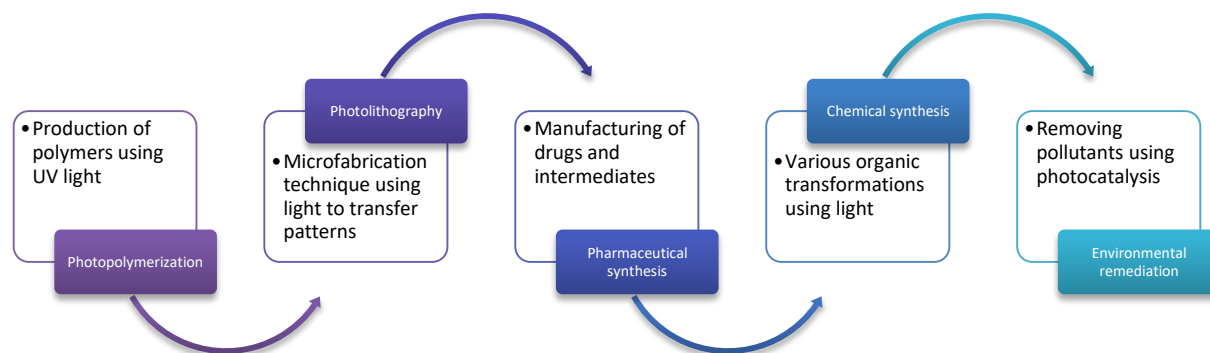 •Production of
polymers using
UV light
Photopolymerization
Photolithography
•Microfabrication
technique using
light to transfer
patterns
•Manufacturing of
drugs and
intermediates
Pharmaceutical
synthesis
Chemical synthesis
•Various organic
transformations
using light
•Removing
pollutants using
photocatalysis
Environmental
remediation